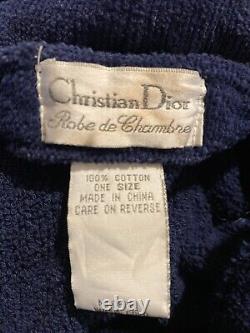 Christian Dior
Robe de Chambre
100% COTTON
ONE SIZE
MADE IN CHINA
CARE ON REVERSE